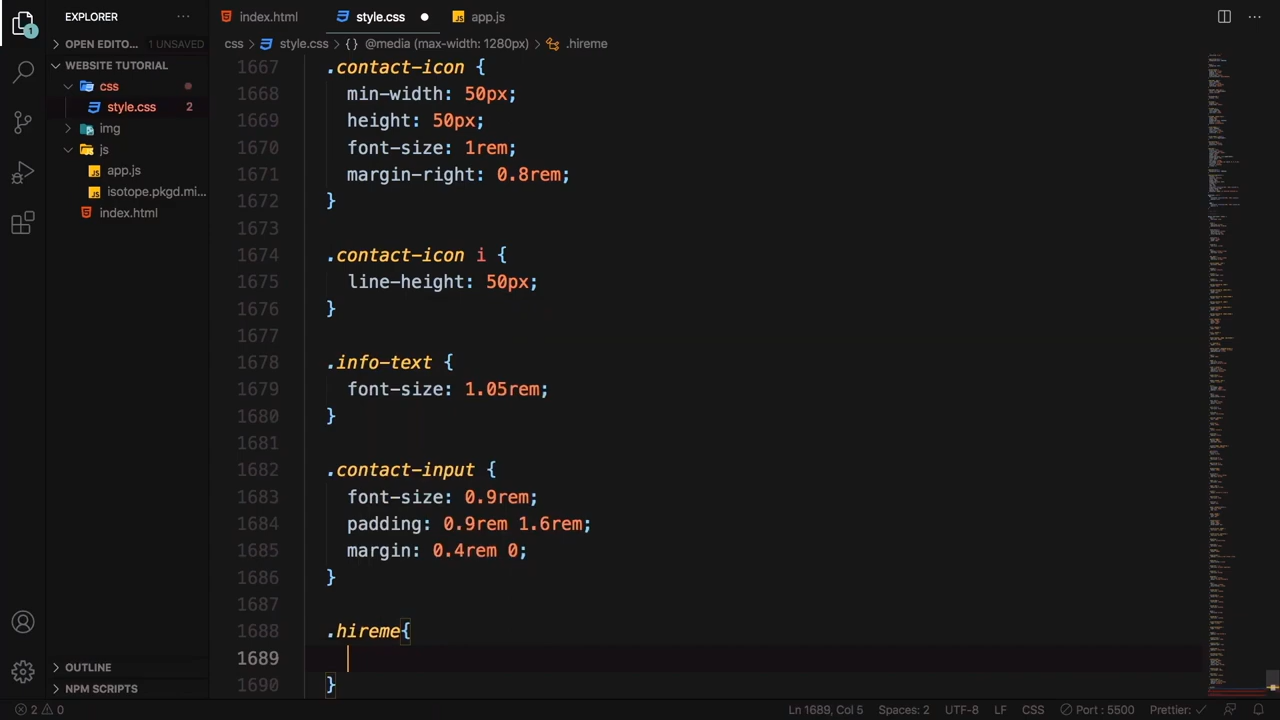 EXPLORER
···
index.html
style.css
app.js
···
OPEN EDITO... 1 UNSAVED
css > style.css > {} @media (max-width: 1280px) > .hireme
WEBSITE TUTORIAL
css
style.css 2
img
js
app.js
isotope.pkgd.mi...
index.html
1
1667 .contact-icon {
1668 min-width: 50px;
1669 height: 50px;
1670 font-size: 1rem;
1671 margin-right: 0.8rem;
1672 }
1673
1674 .contact-icon i {
1675 line-height: 50px;
1676 }
1677
1678 .info-text {
1679 font-size: 1.05rem;
1680 }
1681
1682 .contact-input {
1683 font-size: 0.9rem;
1684 padding: 0.9rem 1.6rem;
1685 margin: 0.4rem 0;
1686 }
1687
1688 .hireme{
1689
1690 }
OUTLINE
NPM SCRIPTS
2 0 Ln 1689, Col 5 Spaces: 2 UTF-8 LF CSS Port : 5500 Prettier: ✓